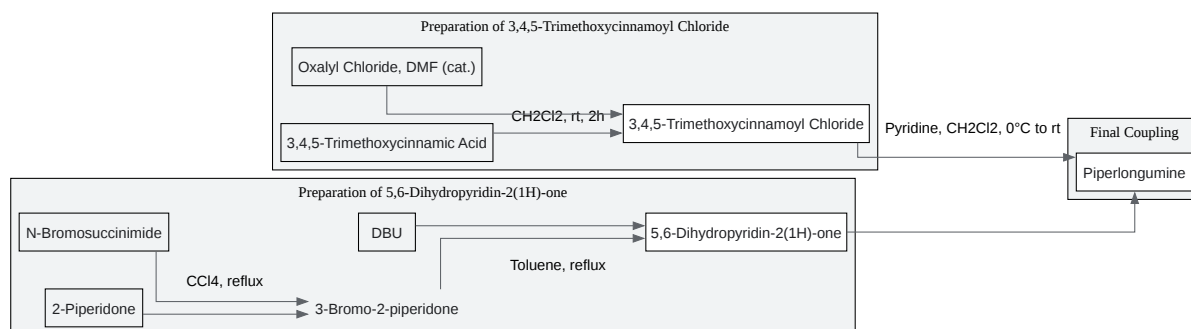 Preparation of 3,4,5-Trimethoxycinnamoyl Chloride
Oxalyl Chloride, DMF (cat.)
CH2Cl2, rt, 2h
3,4,5-Trimethoxycinnamic Acid
3,4,5-Trimethoxycinnamoyl Chloride
Pyridine, CH2Cl2, 0°C to rt
Final Coupling
Piperlongumine
Preparation of 5,6-Dihydropyridin-2(1H)-one
N-Bromosuccinimide
DBU
5,6-Dihydropyridin-2(1H)-one
CCl4, reflux
Toluene, reflux
2-Piperidone
3-Bromo-2-piperidone